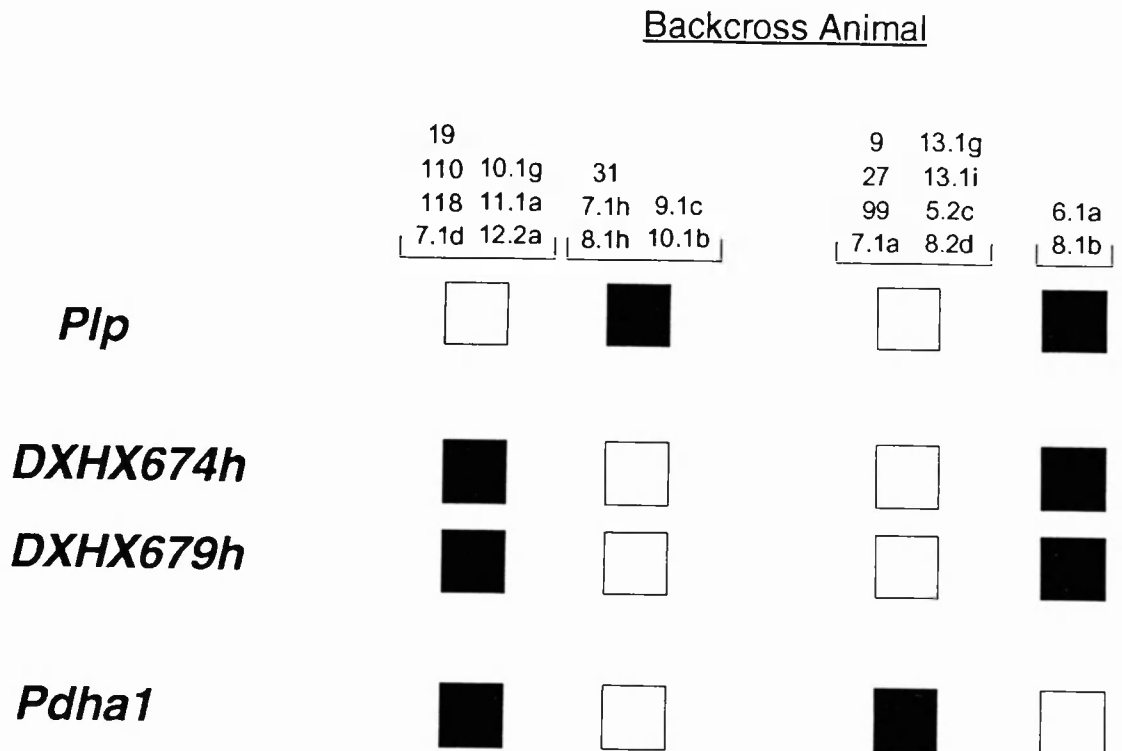 Backcross Animal
19
110 10.1g 31 9 13.1g
118 11.1a 7.1h 9.1c 27 13.1i
7.1d 12.2a 8.1h 10.1b 99 5.2c 6.1a
7.1a 8.2d 8.1b
Plp
DXHX674h
DXHX679h
Pdha1